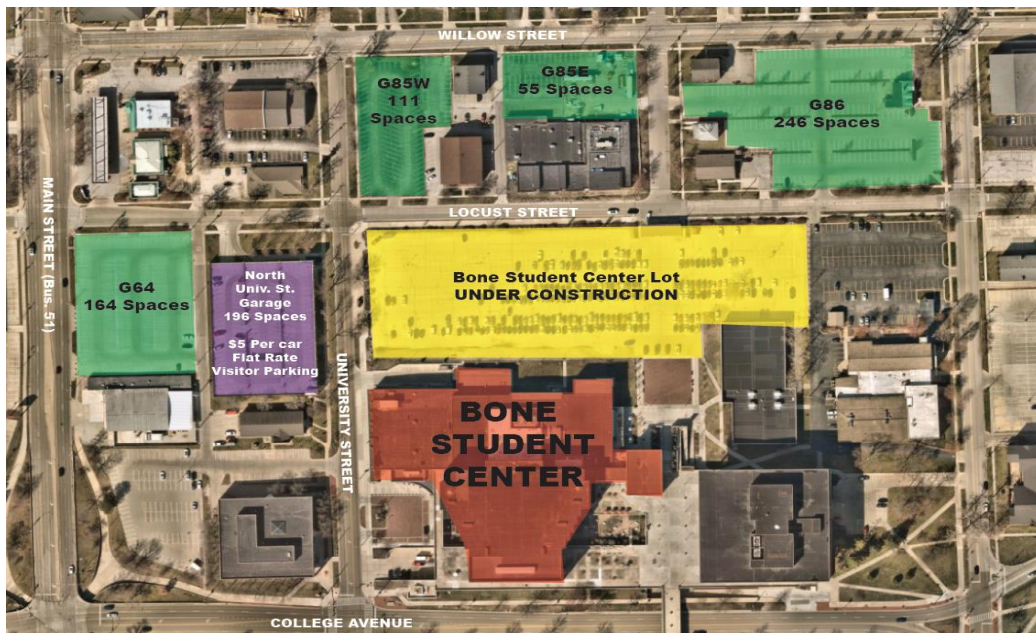 WILLOW STREET
G85W
111
Spaces
G85E
55 Spaces
G86
246 Spaces
MAIN STREET (Bus. 51)
LOCUST STREET
G64
164 Spaces
North
Univ. St.
Garage
196 Spaces
$5 Per car
Flat Rate
Visitor Parking
Bone Student Center Lot
UNDER CONSTRUCTION
UNIVERSITY STREET
BONE
STUDENT
CENTER
COLLEGE AVENUE